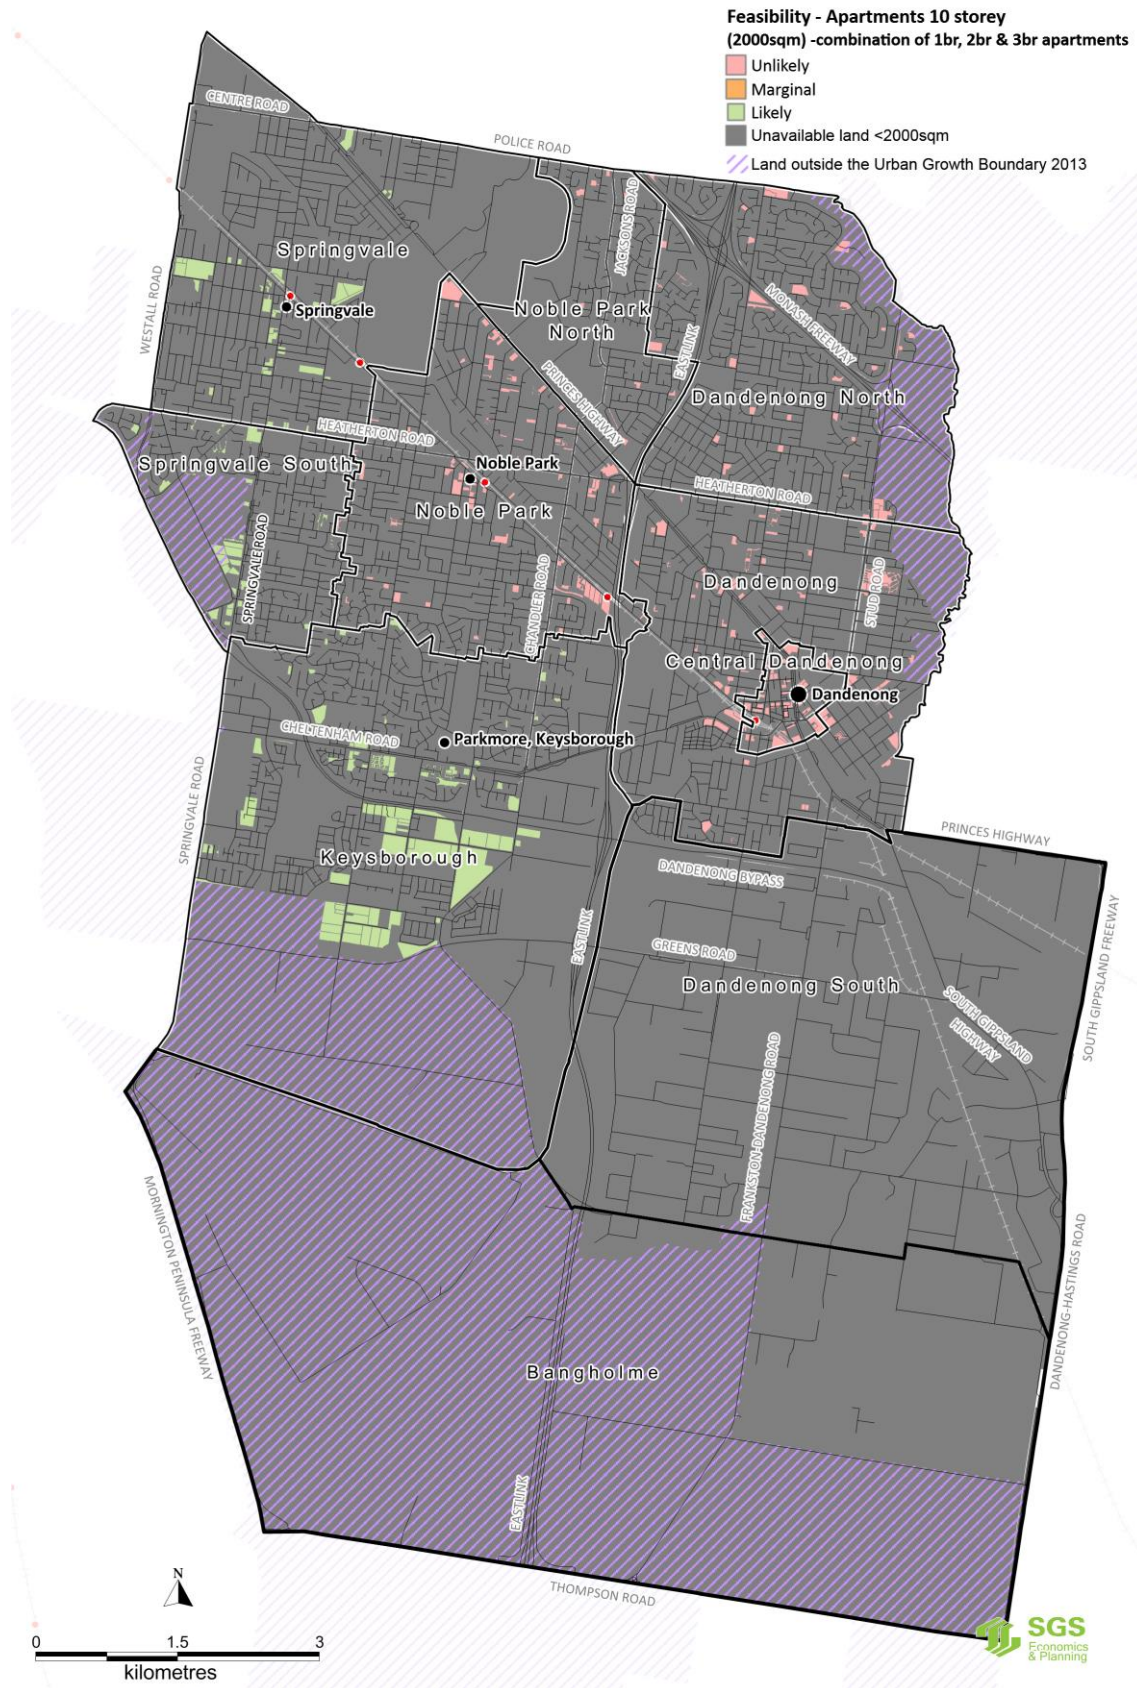 Feasibility - Apartments 10 storey
(2000sqm) -combination of 1br, 2br & 3br apartments
Unlikely
Marginal
Likely
Unavailable land <2000sqm
Land outside the Urban Growth Boundary 2013
CENTRE ROAD
POLICE ROAD
JACKSONS ROAD
Springvale
WESTALL ROAD
Springvale
Noble Park
North
MONASH FREEWAY
EASTLINK
PRINCES HIGHWAY
Dandenong North
HEATHERTON ROAD
Springvale South
Noble Park
HEATHERTON ROAD
Noble Park
SPRINGVALE ROAD
CHANDLER ROAD
Dandenong
STUD ROAD
Central Dandenong
Dandenong
CHELTENHAM ROAD
Parkmore, Keysborough
SPRINGVALE ROAD
Keysborough
PRINCES HIGHWAY
DANDENONG BYPASS
EASTLINK
GREENS ROAD
Dandenong South
SOUTH GIPPSLAND
HIGHWAY
SOUTH GIPPSLAND FREEWAY
FRANKSTON-DANDENONG ROAD
MORNINGTON PENINSULA FREEWAY
DANDENONG-HASTINGS ROAD
Bangholme
EASTLINK
THOMPSON ROAD
N
0 1.5 3
kilometres
SGS
Economics
& Planning